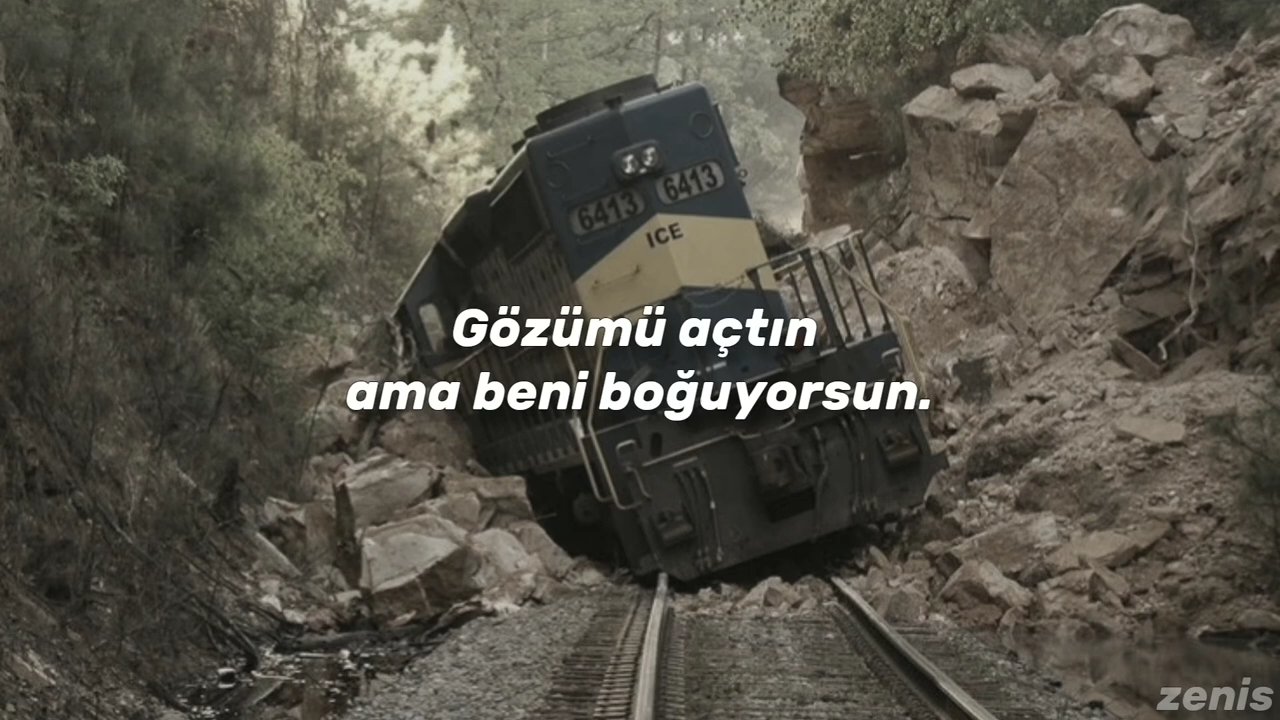 6413 6413
ICE
Gözümü açtın
ama beni boğuyorsun.
zenis